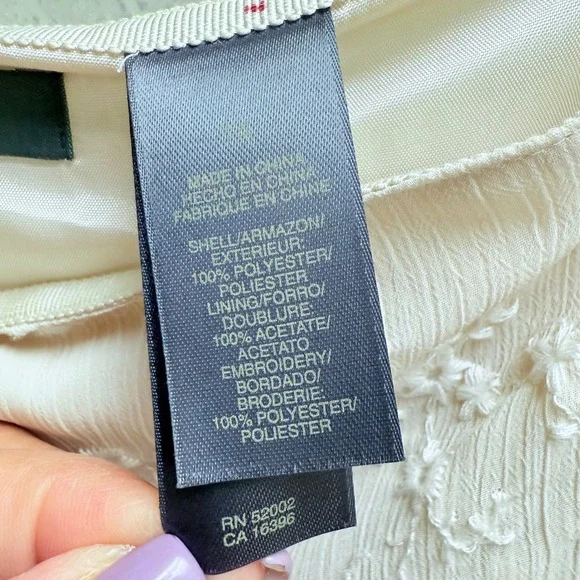 MADE IN CHINA
HECHO EN CHINA
FABRIQUE EN CHINE
SHELL/ARMAZON/
EXTERIEUR:
100% POLYESTER/
POLIESTER
LINING/FORRO/
DOUBLURE:
100% ACETATE/
ACETATO
EMBROIDERY/
BORDADO/
BRODERIE:
100% POLYESTER/
POLIESTER
RN 52002
CA 16396